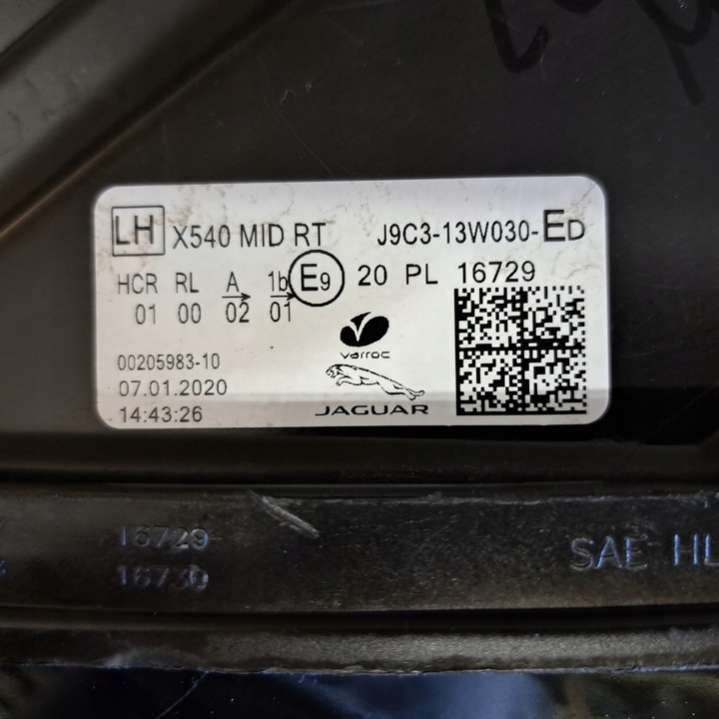 LH X540 MID RT J9C3-13W030-ED
HCR RL A 1b E9 20 PL 16729
01 00 02 01
varroc
00205983-10
07.01.2020
JAGUAR
14:43:26
16729
16730
SAE HL